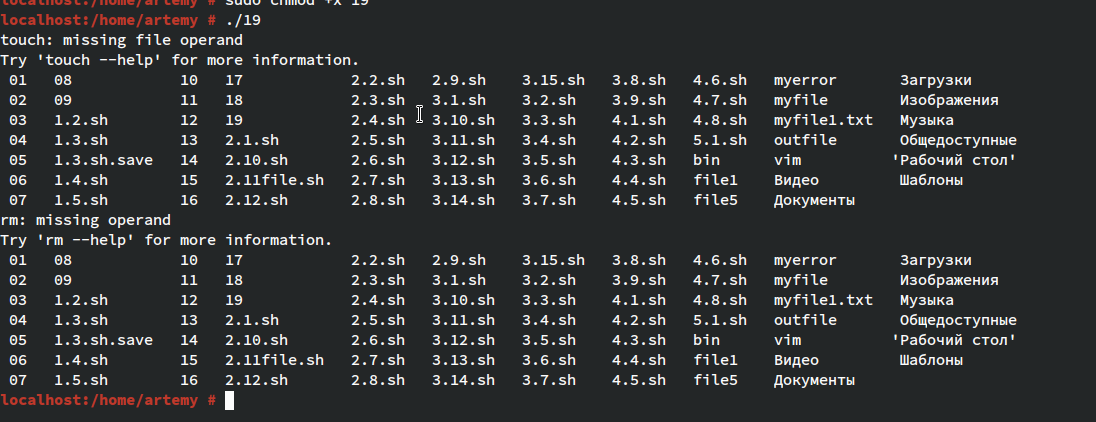 localhost:/home/artemy # sudo chmod +x 19
localhost:/home/artemy # ./19
touch: missing file operand
Try 'touch --help' for more information.
01 08 10 17 2.2.sh 2.9.sh 3.15.sh 3.8.sh 4.6.sh myerror Загрузки
02 09 11 18 2.3.sh 3.1.sh 3.2.sh 3.9.sh 4.7.sh myfile Изображения
03 1.2.sh 12 19 2.4.sh 3.10.sh 3.3.sh 4.1.sh 4.8.sh myfile1.txt Музыка
04 1.3.sh 13 2.1.sh 2.5.sh 3.11.sh 3.4.sh 4.2.sh 5.1.sh outfile Общедоступные
05 1.3.sh.save 14 2.10.sh 2.6.sh 3.12.sh 3.5.sh 4.3.sh bin vim 'Рабочий стол'
06 1.4.sh 15 2.11file.sh 2.7.sh 3.13.sh 3.6.sh 4.4.sh file1 Видео Шаблоны
07 1.5.sh 16 2.12.sh 2.8.sh 3.14.sh 3.7.sh 4.5.sh file5 Документы
rm: missing operand
Try 'rm --help' for more information.
01 08 10 17 2.2.sh 2.9.sh 3.15.sh 3.8.sh 4.6.sh myerror Загрузки
02 09 11 18 2.3.sh 3.1.sh 3.2.sh 3.9.sh 4.7.sh myfile Изображения
03 1.2.sh 12 19 2.4.sh 3.10.sh 3.3.sh 4.1.sh 4.8.sh myfile1.txt Музыка
04 1.3.sh 13 2.1.sh 2.5.sh 3.11.sh 3.4.sh 4.2.sh 5.1.sh outfile Общедоступные
05 1.3.sh.save 14 2.10.sh 2.6.sh 3.12.sh 3.5.sh 4.3.sh bin vim 'Рабочий стол'
06 1.4.sh 15 2.11file.sh 2.7.sh 3.13.sh 3.6.sh 4.4.sh file1 Видео Шаблоны
07 1.5.sh 16 2.12.sh 2.8.sh 3.14.sh 3.7.sh 4.5.sh file5 Документы
localhost:/home/artemy #